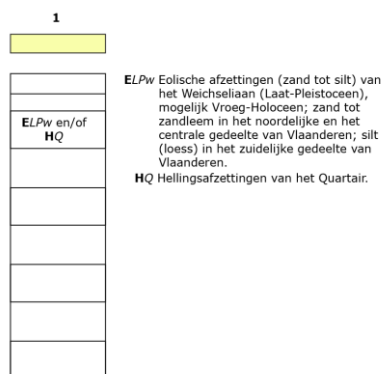 1
ELPw en/of
HQ
ELPw Eolische afzettingen (zand tot silt) van
het Weichseliaan (Laat-Pleistoceen),
mogelijk Vroeg-Holoceen; zand tot
zandleem in het noordelijke en het
centrale gedeelte van Vlaanderen; silt
(loess) in het zuidelijke gedeelte van
Vlaanderen.
HQ Hellingsafzettingen van het Quartair.